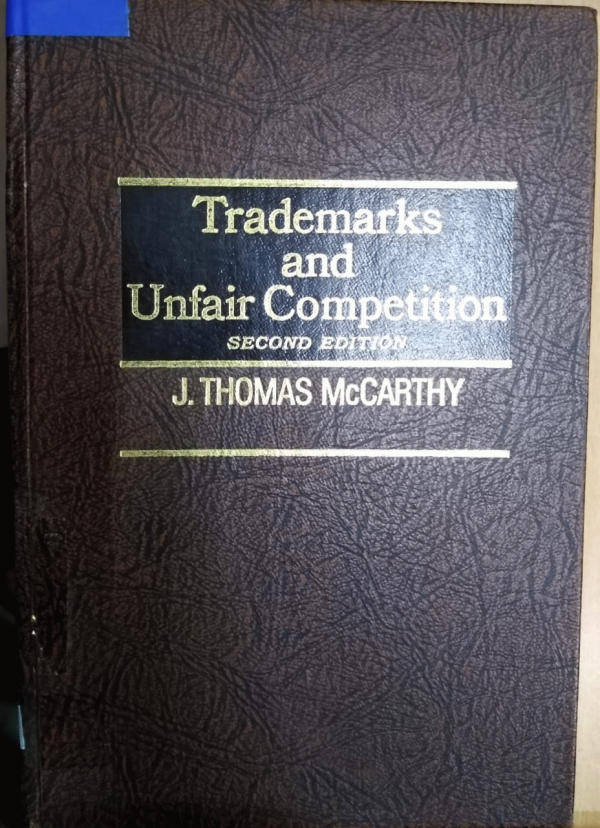 Trademarks
and
Unfair Competition
SECOND EDITION
J. THOMAS McCARTHY